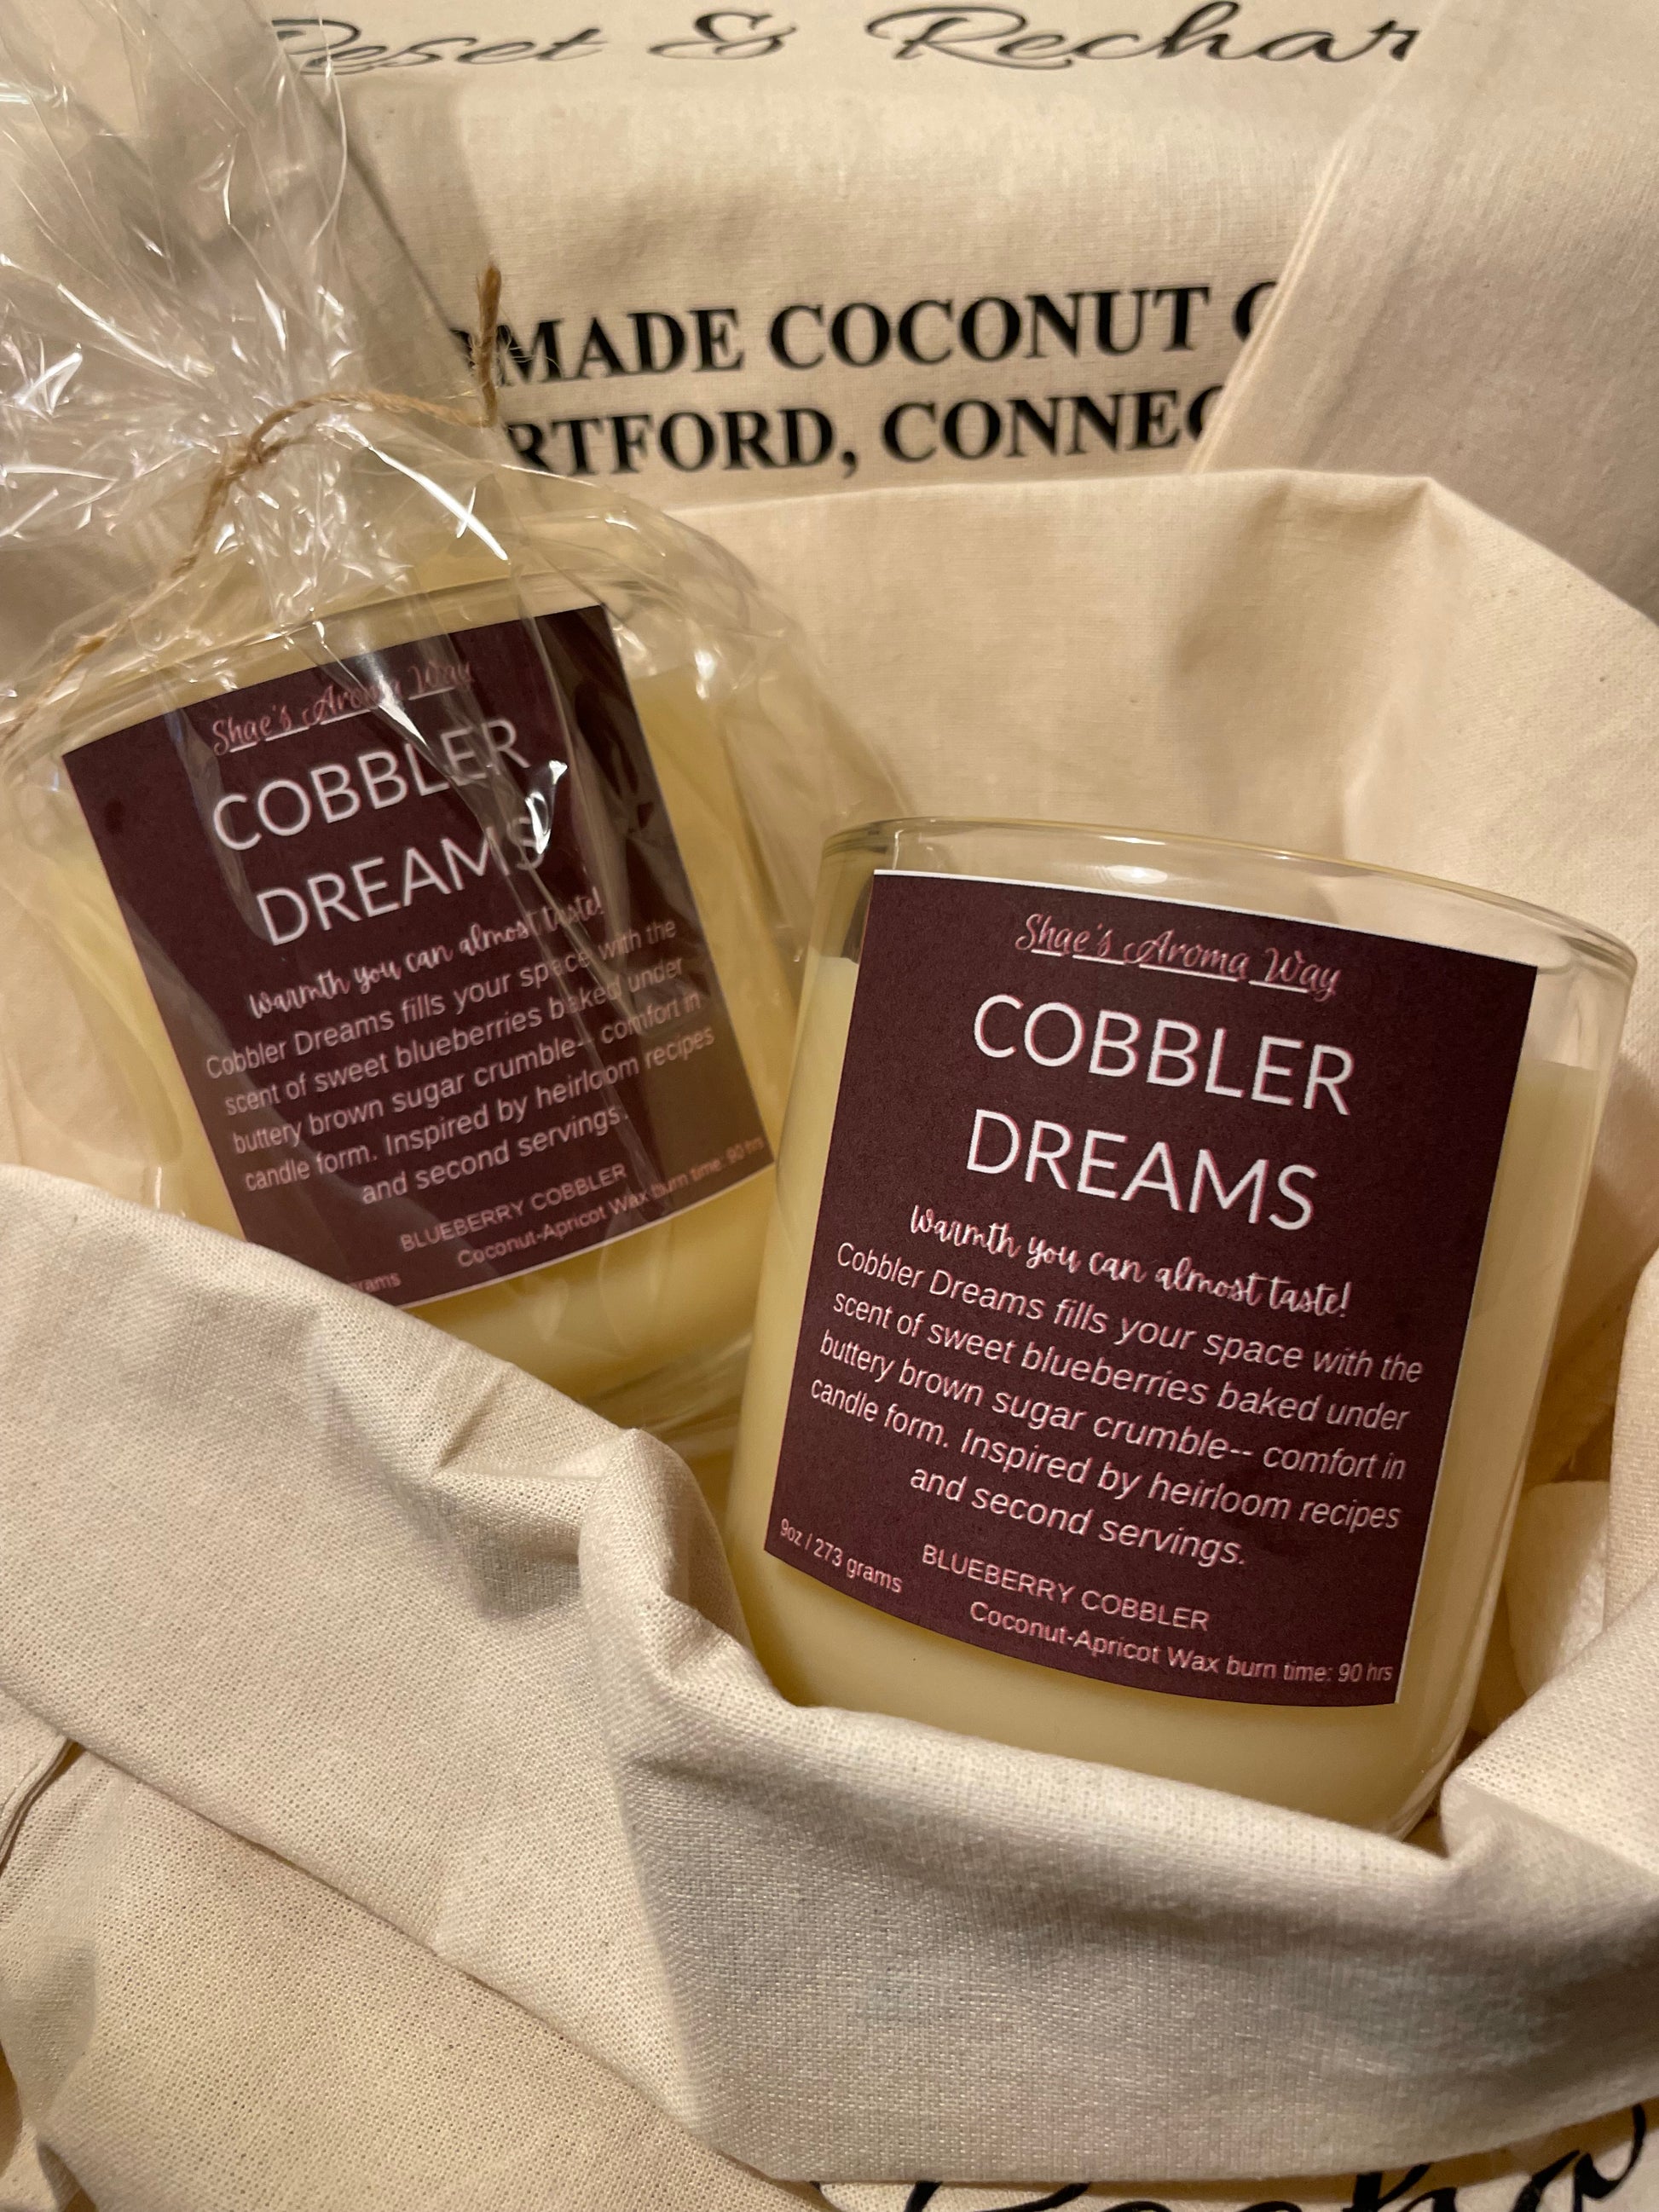 Reset & Rechar
MADE COCONUT
RTFORD, CONNEC
Shae's Aroma Way
COBBLER
DREAMS
Warmth you can almost taste!
Cobbler Dreams fills your space with the
scent of sweet blueberries baked under
buttery brown sugar crumble-- comfort in
candle form. Inspired by heirloom recipes
and second servings.
BLUEBERRY COBBLER
Coconut-Apricot Wax burn time: 90 hrs
grams
Shae's Aroma Way
COBBLER
DREAMS
Warmth you can almost taste!
Cobbler Dreams fills your space with the
scent of sweet blueberries baked under
buttery brown sugar crumble-- comfort in
candle form. Inspired by heirloom recipes
and second servings.
9oz / 273 grams
BLUEBERRY COBBLER
Coconut-Apricot Wax burn time: 90 hrs